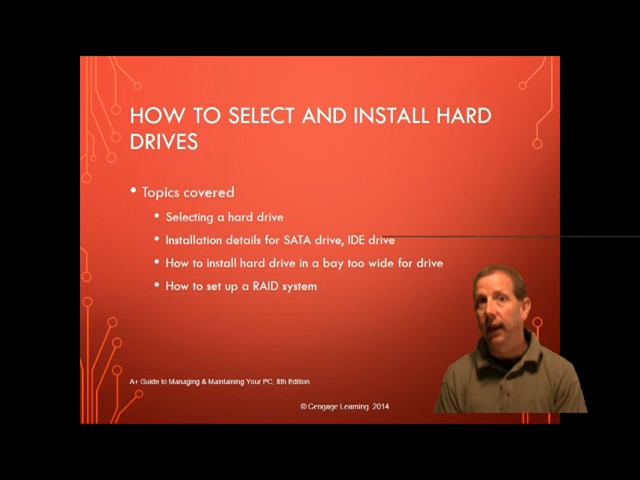 HOW TO SELECT AND INSTALL HARD
DRIVES
• Topics covered
• Selecting a hard drive
• Installation details for SATA drive, IDE drive
• How to install hard drive in a bay too wide for drive
• How to set up a RAID system
A+ Guide to Managing & Maintaining Your PC, 8th Edition
© Cengage Learning 2014